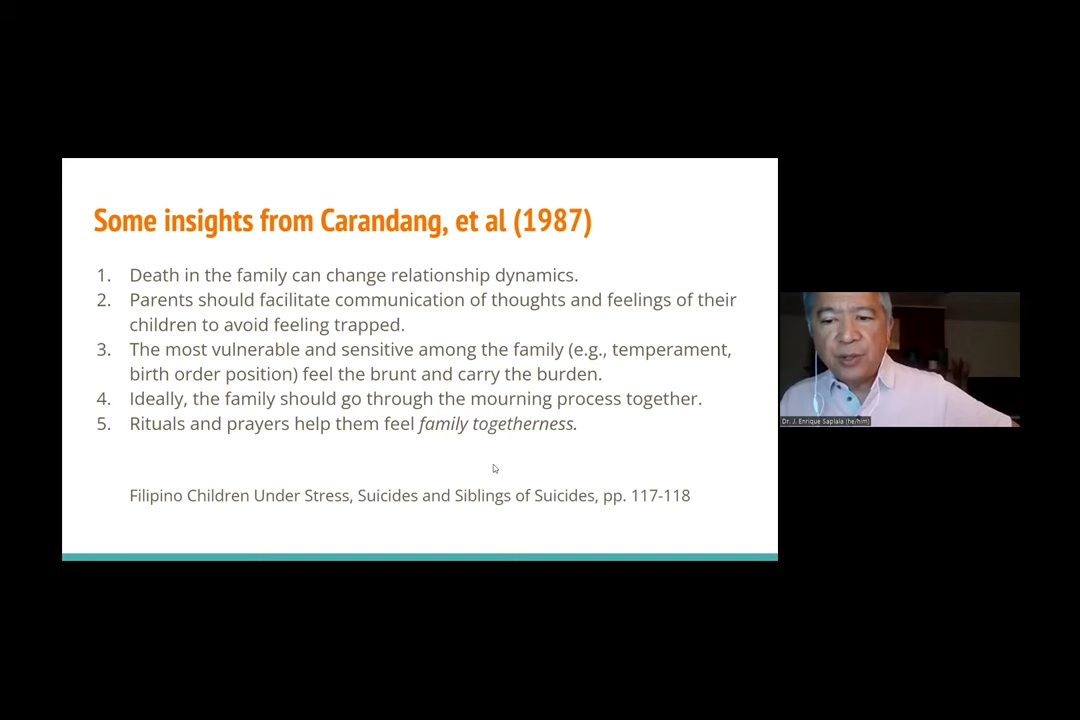 Some insights from Carandang, et al (1987)
1. Death in the family can change relationship dynamics.
2. Parents should facilitate communication of thoughts and feelings of their
children to avoid feeling trapped.
3. The most vulnerable and sensitive among the family (e.g., temperament,
birth order position) feel the brunt and carry the burden.
4. Ideally, the family should go through the mourning process together.
5. Rituals and prayers help them feel family togetherness.
Filipino Children Under Stress, Suicides and Siblings of Suicides, pp. 117-118
Dr. J. Enrique Saplala (he/him)